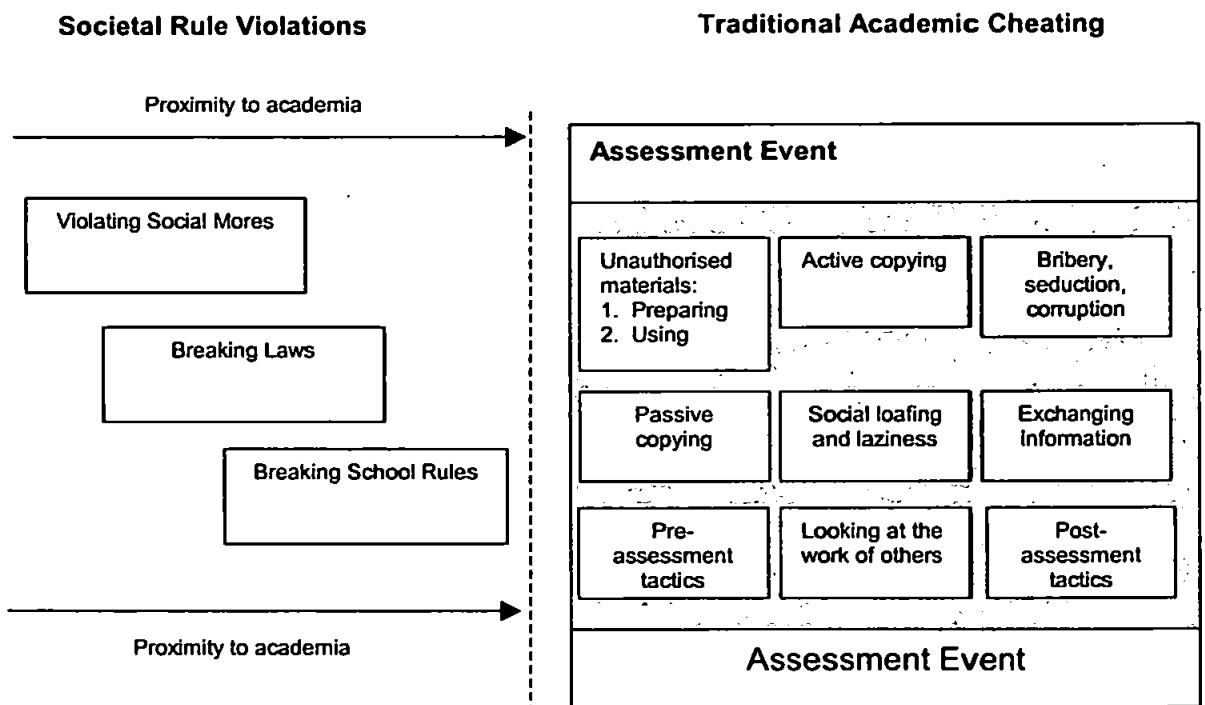 Societal Rule Violations
Traditional Academic Cheating
Proximity to academia
Violating Social Mores
Breaking Laws
Breaking School Rules
Proximity to academia
Assessment Event
Unauthorised
materials:
1. Preparing
2. Using
Active copying
Bribery,
seduction,
corruption
Passive
copying
Social loafing
and laziness
Exchanging
information
Pre-
assessment
tactics
Looking at the
work of others
Post-
assessment
tactics
Assessment Event